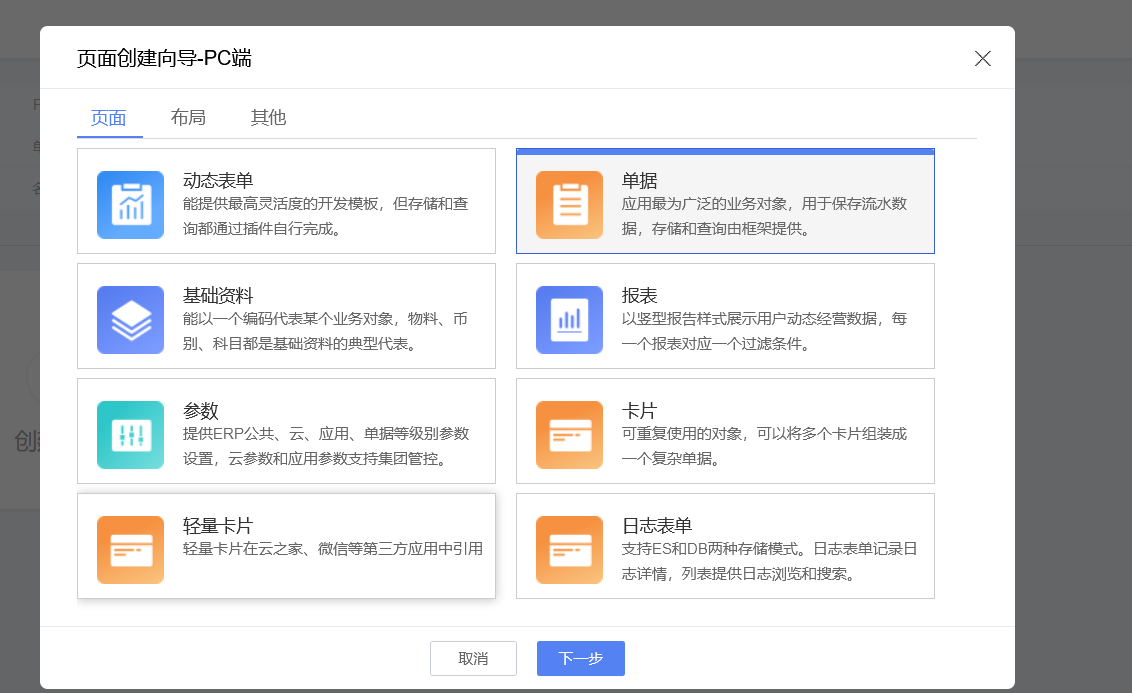 页面创建向导-PC端
页面
布局
其他
动态表单
能提供最高灵活度的开发模板，但存储和查
询都通过插件自行完成。
单据
应用最为广泛的业务对象，用于保存流水数
据，存储和查询由框架提供。
基础资料
能以一个编码代表某个业务对象，物料、币
别、科目都是基础资料的典型代表。
报表
以竖型报告样式展示用户动态经营数据，每
一个报表对应一个过滤条件。
参数
提供ERP公共、云、应用、单据等级别参数
设置，云参数和应用参数支持集团管控。
卡片
可重复使用的对象，可以将多个卡片组装成
一个复杂单据。
轻量卡片
轻量卡片在云之家、微信等第三方应用中引用
日志表单
支持ES和DB两种存储模式。日志表单记录日
志详情，列表提供日志浏览和搜索。
取消
下一步